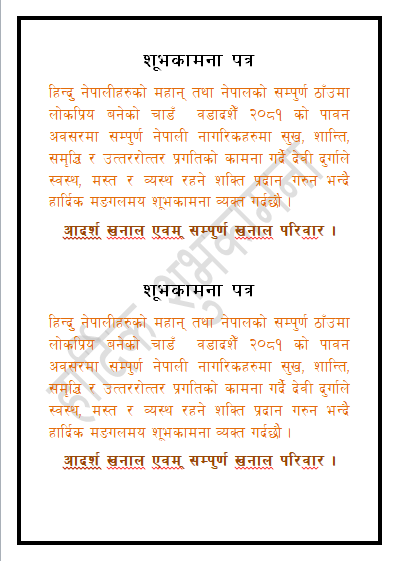 शूभकामना पत्र
हिन्दु नेपालीहरुको महान् तथा नेपालको सम्पुर्ण ठाँउमा
लोकप्रिय बनेको चाडँ वडादशैँ २०८१ को पावन
अवसरमा सम्पुर्ण नेपाली नागरिकहरुमा सुख, शान्ति,
समृद्धि र उत्तररोत्तर प्रगतिको कामना गर्दै देवी दुर्गाले
स्वस्थ, मस्त र व्यस्थ रहने शक्ति प्रदान गरुन भन्दै
हार्दिक मङगलमय शूभकामना व्यक्त गर्दछौ ।
आदर्श खनाल एवम् सम्पुर्ण खनाल परिवार ।
शूभकामना पत्र
हिन्दु नेपालीहरुको महान् तथा नेपालको सम्पुर्ण ठाँउमा
लोकप्रिय बनेको चाडँ वडादशैँ २०८१ को पावन
अवसरमा सम्पुर्ण नेपाली नागरिकहरुमा सुख, शान्ति,
समृद्धि र उत्तररोत्तर प्रगतिको कामना गर्दै देवी दुर्गाले
स्वस्थ, मस्त र व्यस्थ रहने शक्ति प्रदान गरुन भन्दै
हार्दिक मङगलमय शूभकामना व्यक्त गर्दछौ ।
आदर्श खनाल एवम् सम्पुर्ण खनाल परिवार ।
हार्दिक शुभकामना